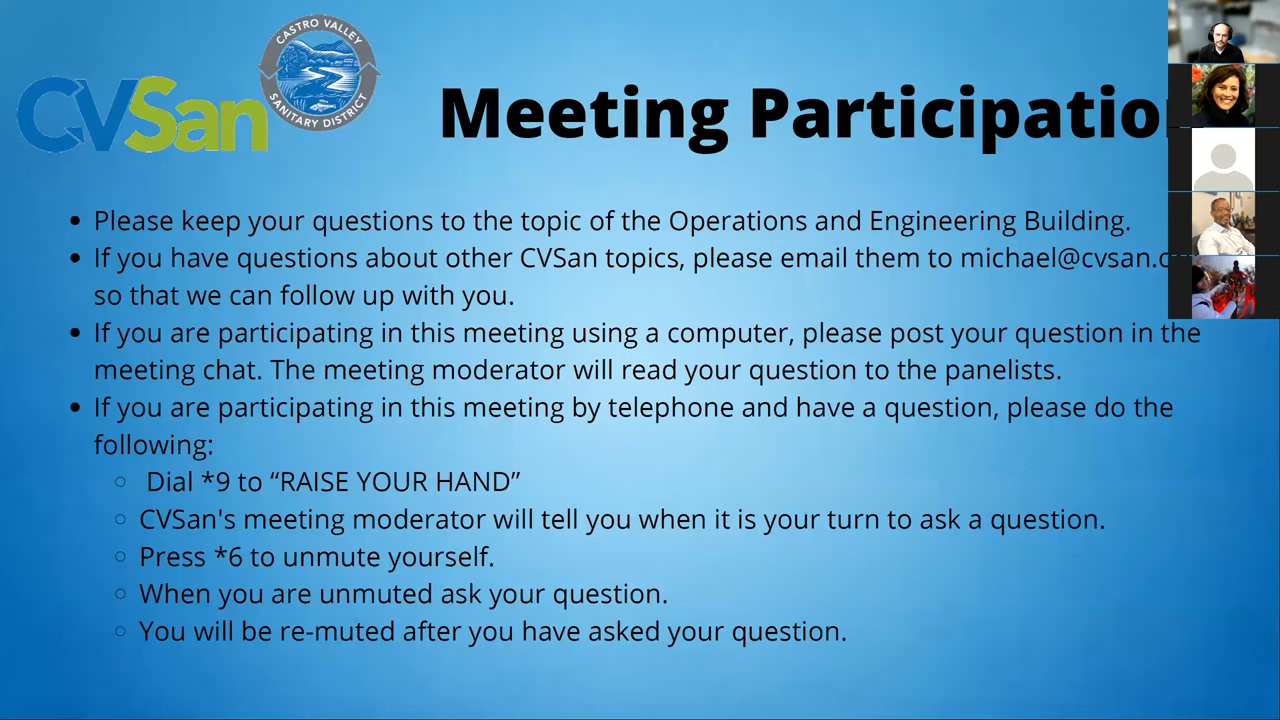 CASTRO VALLEY
SANITARY DISTRICT
CVSan
Meeting Participatio
• Please keep your questions to the topic of the Operations and Engineering Building.
• If you have questions about other CVSan topics, please email them to michael@cvsan.
so that we can follow up with you.
• If you are participating in this meeting using a computer, please post your question in the
meeting chat. The meeting moderator will read your question to the panelists.
• If you are participating in this meeting by telephone and have a question, please do the
following:
○ Dial *9 to “RAISE YOUR HAND”
○ CVSan's meeting moderator will tell you when it is your turn to ask a question.
○ Press *6 to unmute yourself.
○ When you are unmuted ask your question.
○ You will be re-muted after you have asked your question.